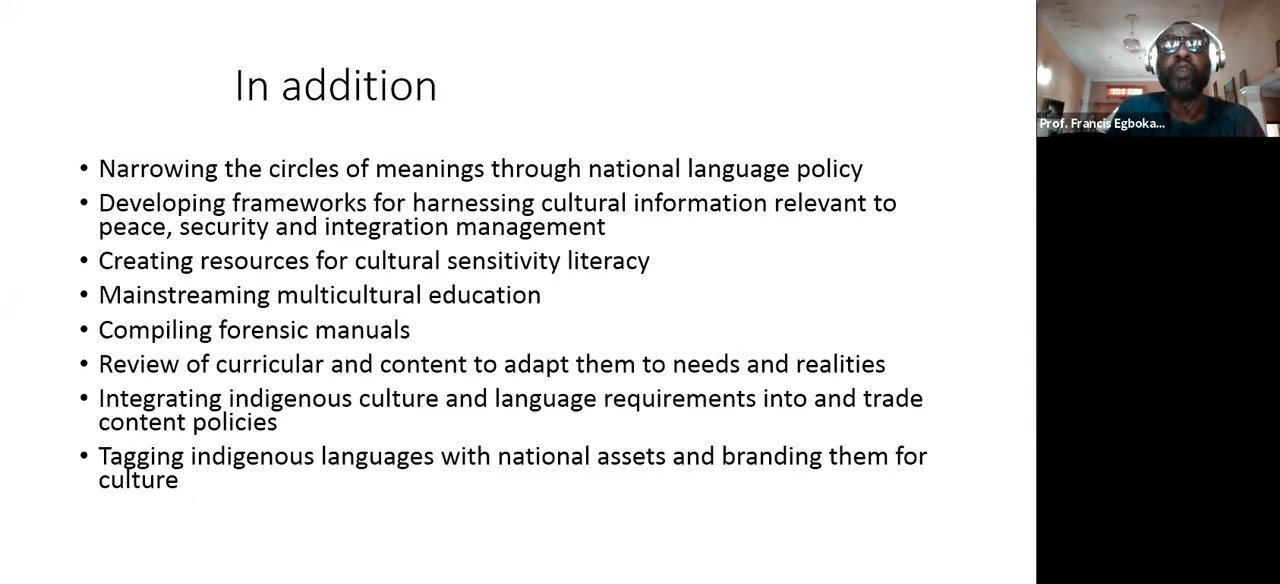 In addition
• Narrowing the circles of meanings through national language policy
• Developing frameworks for harnessing cultural information relevant to
peace, security and integration management
• Creating resources for cultural sensitivity literacy
• Mainstreaming multicultural education
• Compiling forensic manuals
• Review of curricular and content to adapt them to needs and realities
• Integrating indigenous culture and language requirements into and trade
content policies
• Tagging indigenous languages with national assets and branding them for
culture
Prof. Francis Egboka...